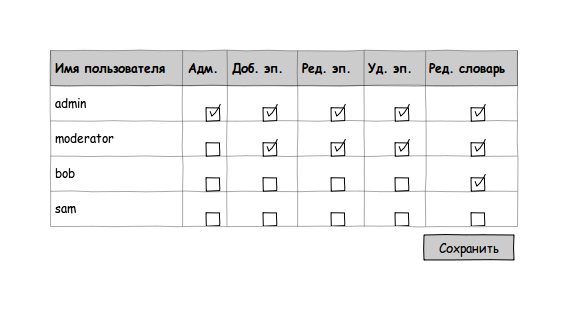 Имя пользователя Адм. Доб. эп. Ред. эп. Уд. эп. Ред. словарь
admin
moderator
bob
sam
Сохранить